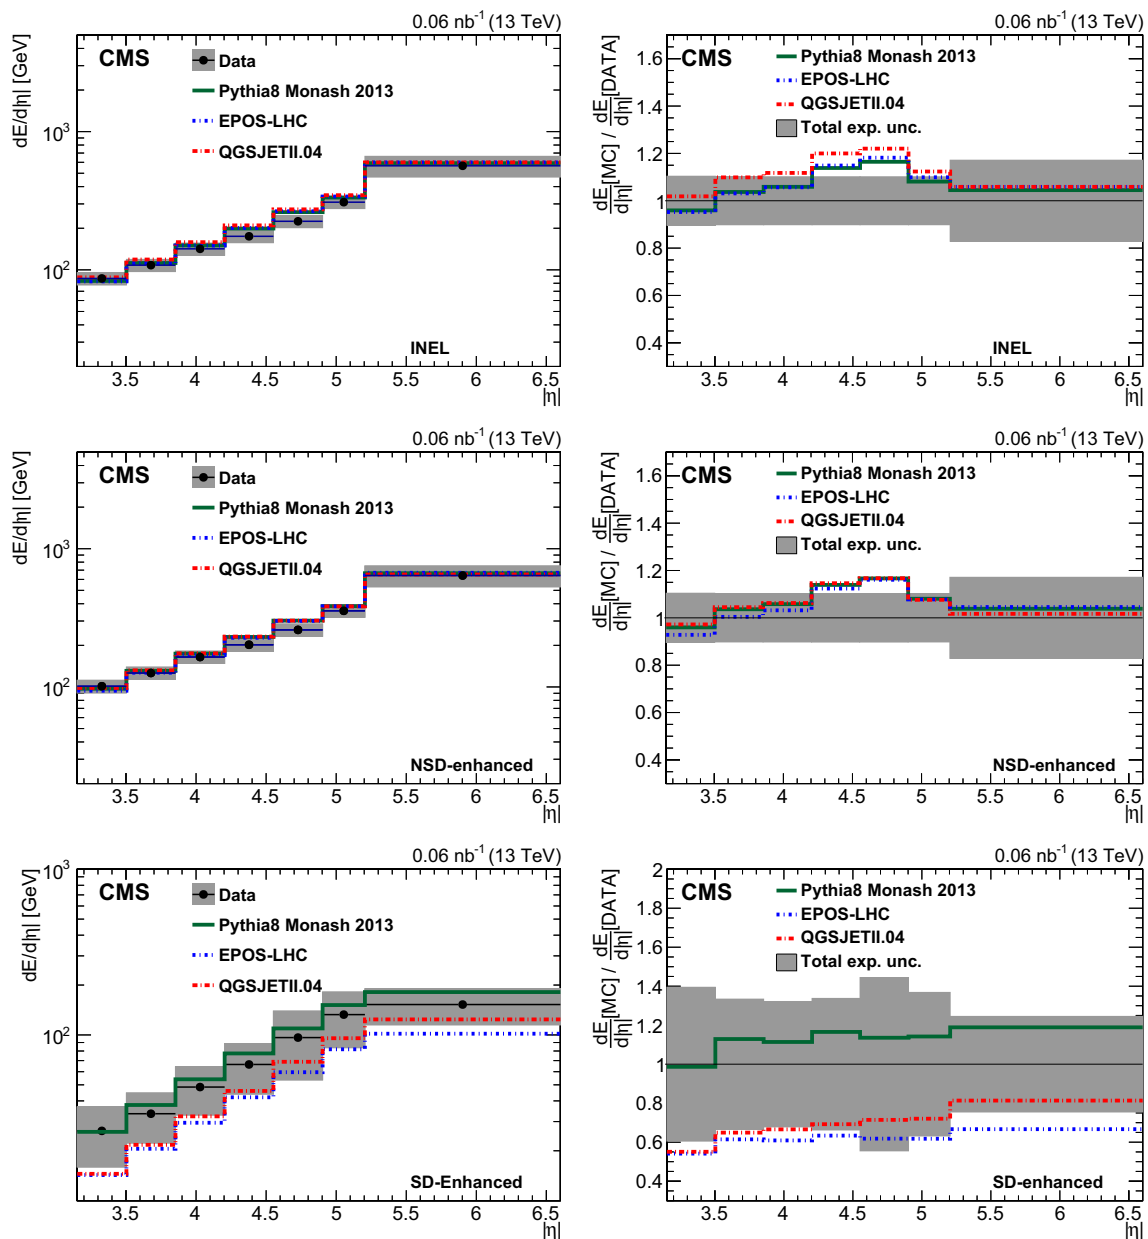 0.06 nb⁻¹ (13 TeV)
dE/d|η| [GeV]
CMS
Data
Pythia8 Monash 2013
EPOS-LHC
QGSJETII.04
10³
10²
INEL
3.5 4 4.5 5 5.5 6 6.5
|η|
0.06 nb⁻¹ (13 TeV)
dE/d|η| [MC] / dE/d|η| [DATA]
CMS
Pythia8 Monash 2013
EPOS-LHC
QGSJETII.04
Total exp. unc.
1.6
1.4
1.2
1
0.8
0.6
0.4
INEL
3.5 4 4.5 5 5.5 6 6.5
|η|
0.06 nb⁻¹ (13 TeV)
dE/d|η| [GeV]
CMS
Data
Pythia8 Monash 2013
EPOS-LHC
QGSJETII.04
10³
10²
NSD-enhanced
3.5 4 4.5 5 5.5 6 6.5
|η|
0.06 nb⁻¹ (13 TeV)
dE/d|η| [MC] / dE/d|η| [DATA]
CMS
Pythia8 Monash 2013
EPOS-LHC
QGSJETII.04
Total exp. unc.
1.6
1.4
1.2
1
0.8
0.6
0.4
NSD-enhanced
3.5 4 4.5 5 5.5 6 6.5
|η|
0.06 nb⁻¹ (13 TeV)
dE/d|η| [GeV]
CMS
Data
Pythia8 Monash 2013
EPOS-LHC
QGSJETII.04
10³
10²
SD-Enhanced
3.5 4 4.5 5 5.5 6 6.5
|η|
0.06 nb⁻¹ (13 TeV)
dE/d|η| [MC] / dE/d|η| [DATA]
CMS
Pythia8 Monash 2013
EPOS-LHC
QGSJETII.04
Total exp. unc.
2
1.8
1.6
1.4
1.2
1
0.8
0.6
0.4
SD-enhanced
3.5 4 4.5 5 5.5 6 6.5
|η|